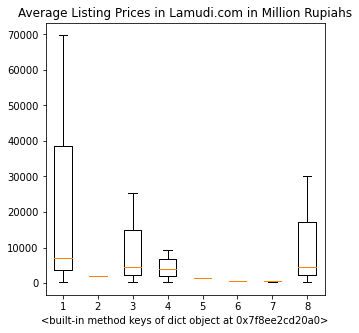 Average Listing Prices in Lamudi.com in Million Rupiahs
70000
60000
50000
40000
30000
20000
10000
0
1 2 3 4 5 6 7 8
<built-in method keys of dict object at 0x7f8ee2cd20a0>